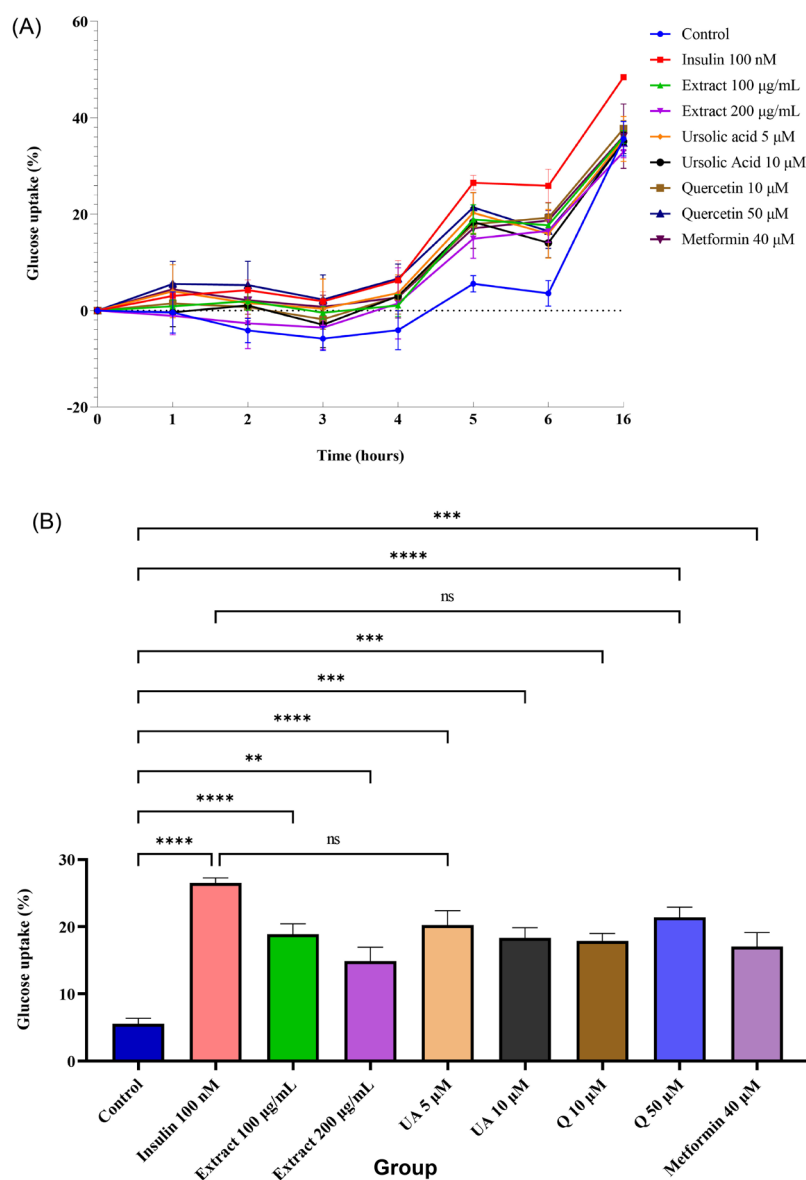 (A)
60
40
20
0
-20
Glucose uptake (%)
0 1 2 3 4 5 6 16
Time (hours)
Control
Insulin 100 nM
Extract 100 μg/mL
Extract 200 μg/mL
Ursolic acid 5 μM
Ursolic Acid 10 μM
Quercetin 10 μM
Quercetin 50 μM
Metformin 40 μM
(B)
***
****
ns
***
***
****
**
****
****
ns
30
20
10
0
Glucose uptake (%)
Control
Insulin 100 nM
Extract 100 μg/mL
Extract 200 μg/mL
UA 5 μM
UA 10 μM
Q 10 μM
Q 50 μM
Metformin 40 μM
Group